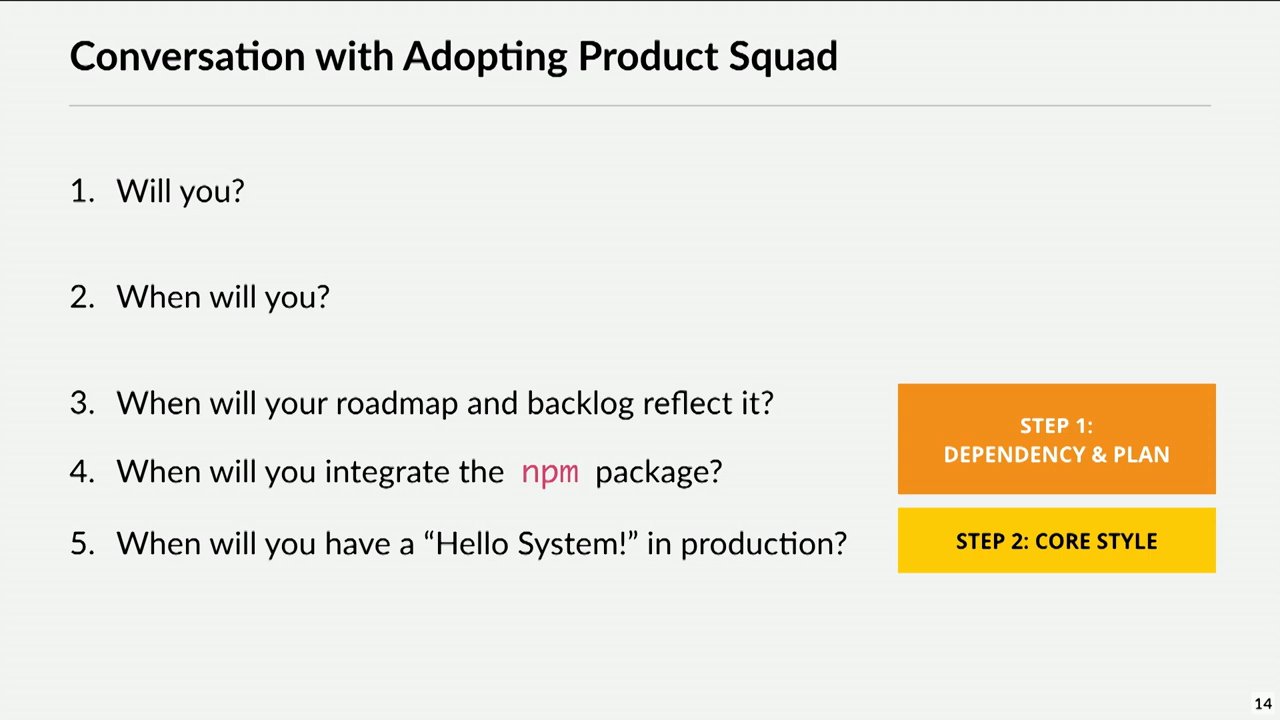 Conversation with Adopting Product Squad
1. Will you?
2. When will you?
3. When will your roadmap and backlog reflect it?
4. When will you integrate the npm package?
5. When will you have a “Hello System!” in production?
STEP 1:
DEPENDENCY & PLAN
STEP 2: CORE STYLE
14